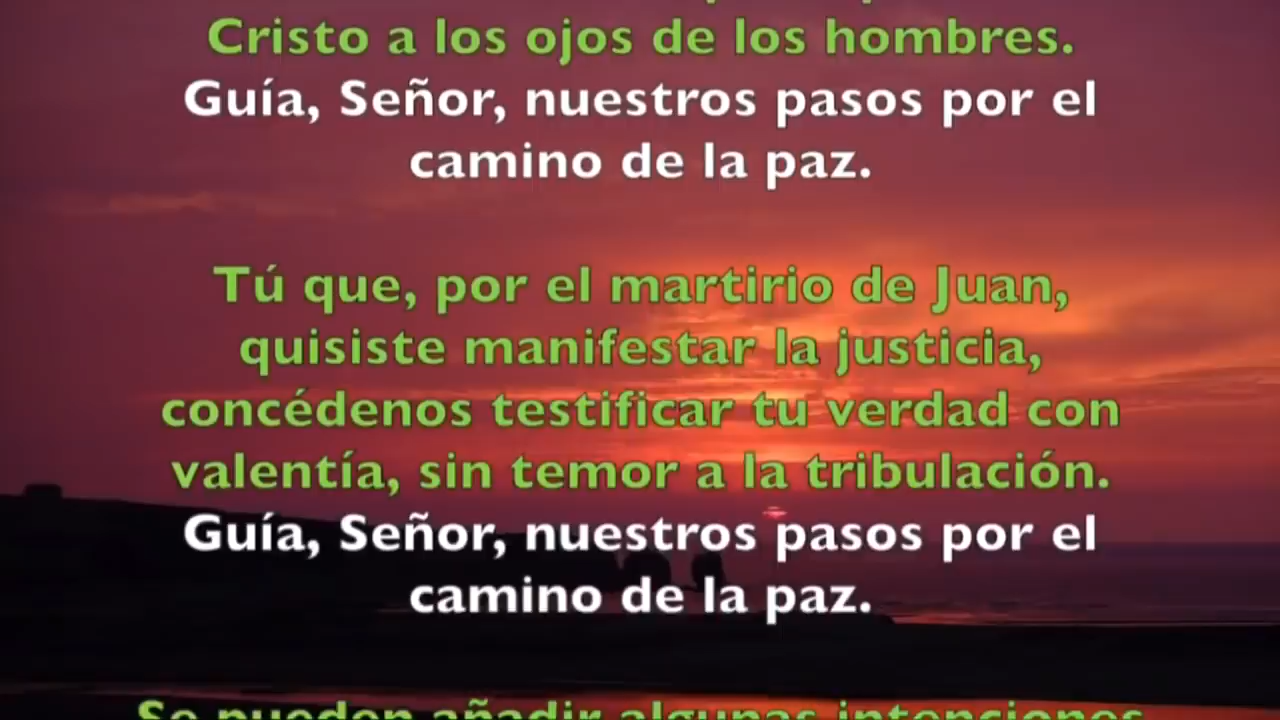 Cristo a los ojos de los hombres.
Guía, Señor, nuestros pasos por el
camino de la paz.
Tú que, por el martirio de Juan,
quisiste manifestar la justicia,
concédenos testificar tu verdad con
valentía, sin temor a la tribulación.
Guía, Señor, nuestros pasos por el
camino de la paz.
Se pueden añadir algunas intenciones